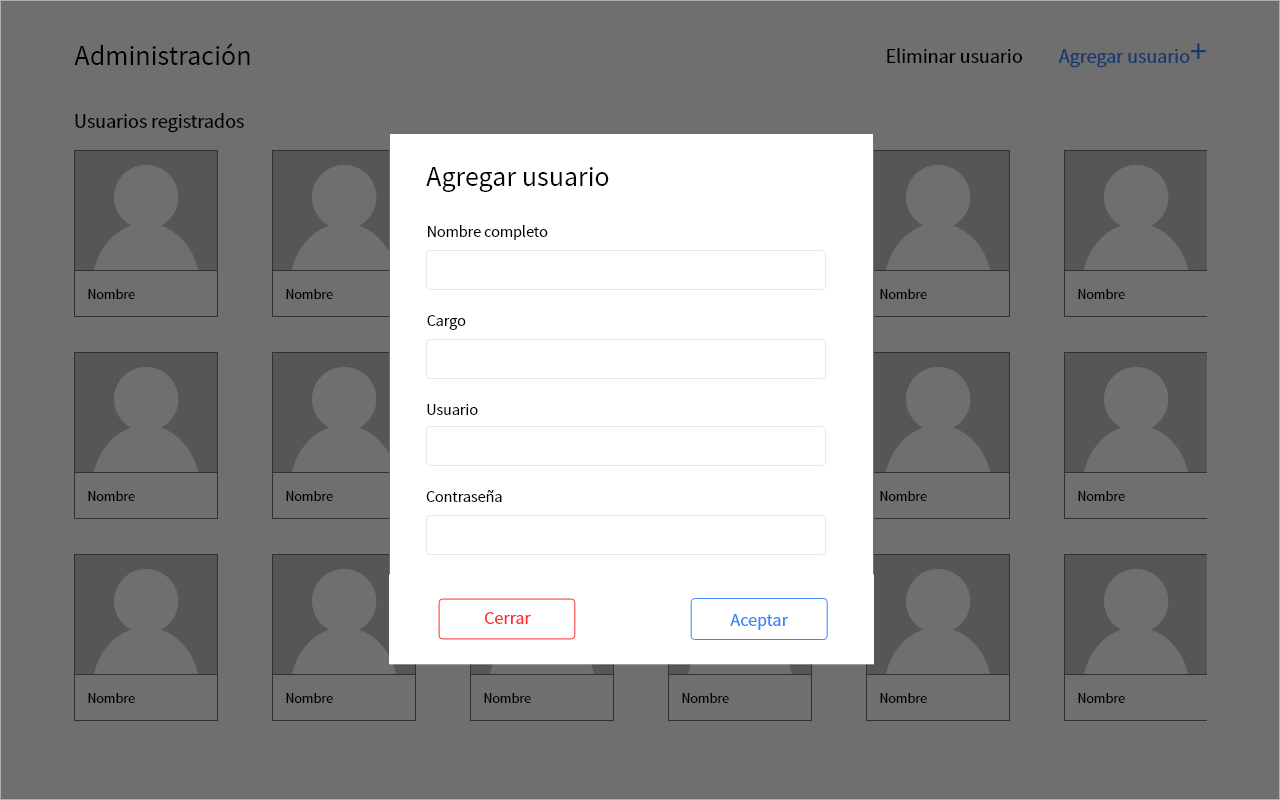 Administración
Eliminar usuario
Agregar usuario+
Usuarios registrados
Agregar usuario
Nombre completo
Nombre
Nombre
Nombre
Nombre
Cargo
Usuario
Contraseña
Nombre
Nombre
Nombre
Nombre
Cerrar
Aceptar
Nombre
Nombre
Nombre
Nombre
Nombre
Nombre